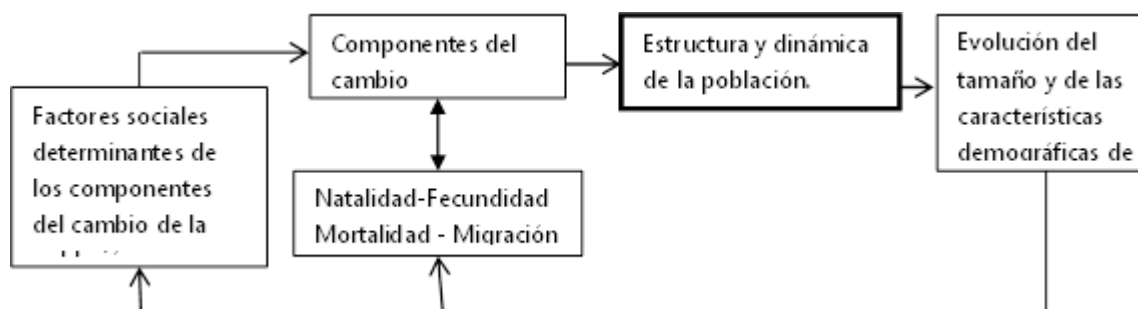 Factores sociales
determinantes de
los componentes
del cambio de la
Componentes del
cambio
Natalidad-Fecundidad
Mortalidad - Migración
Estructura y dinámica
de la población.
Evolución del
tamaño y de las
características
demográficas de